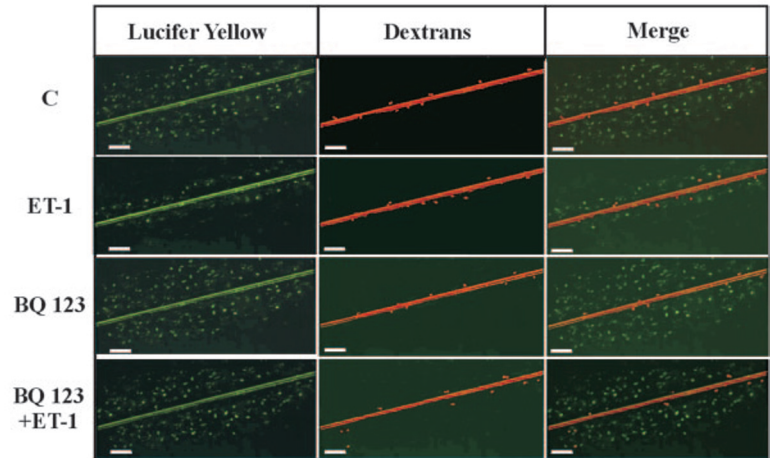 Lucifer Yellow Dextrans Merge
C
ET-1
BQ 123
BQ 123
+ET-1